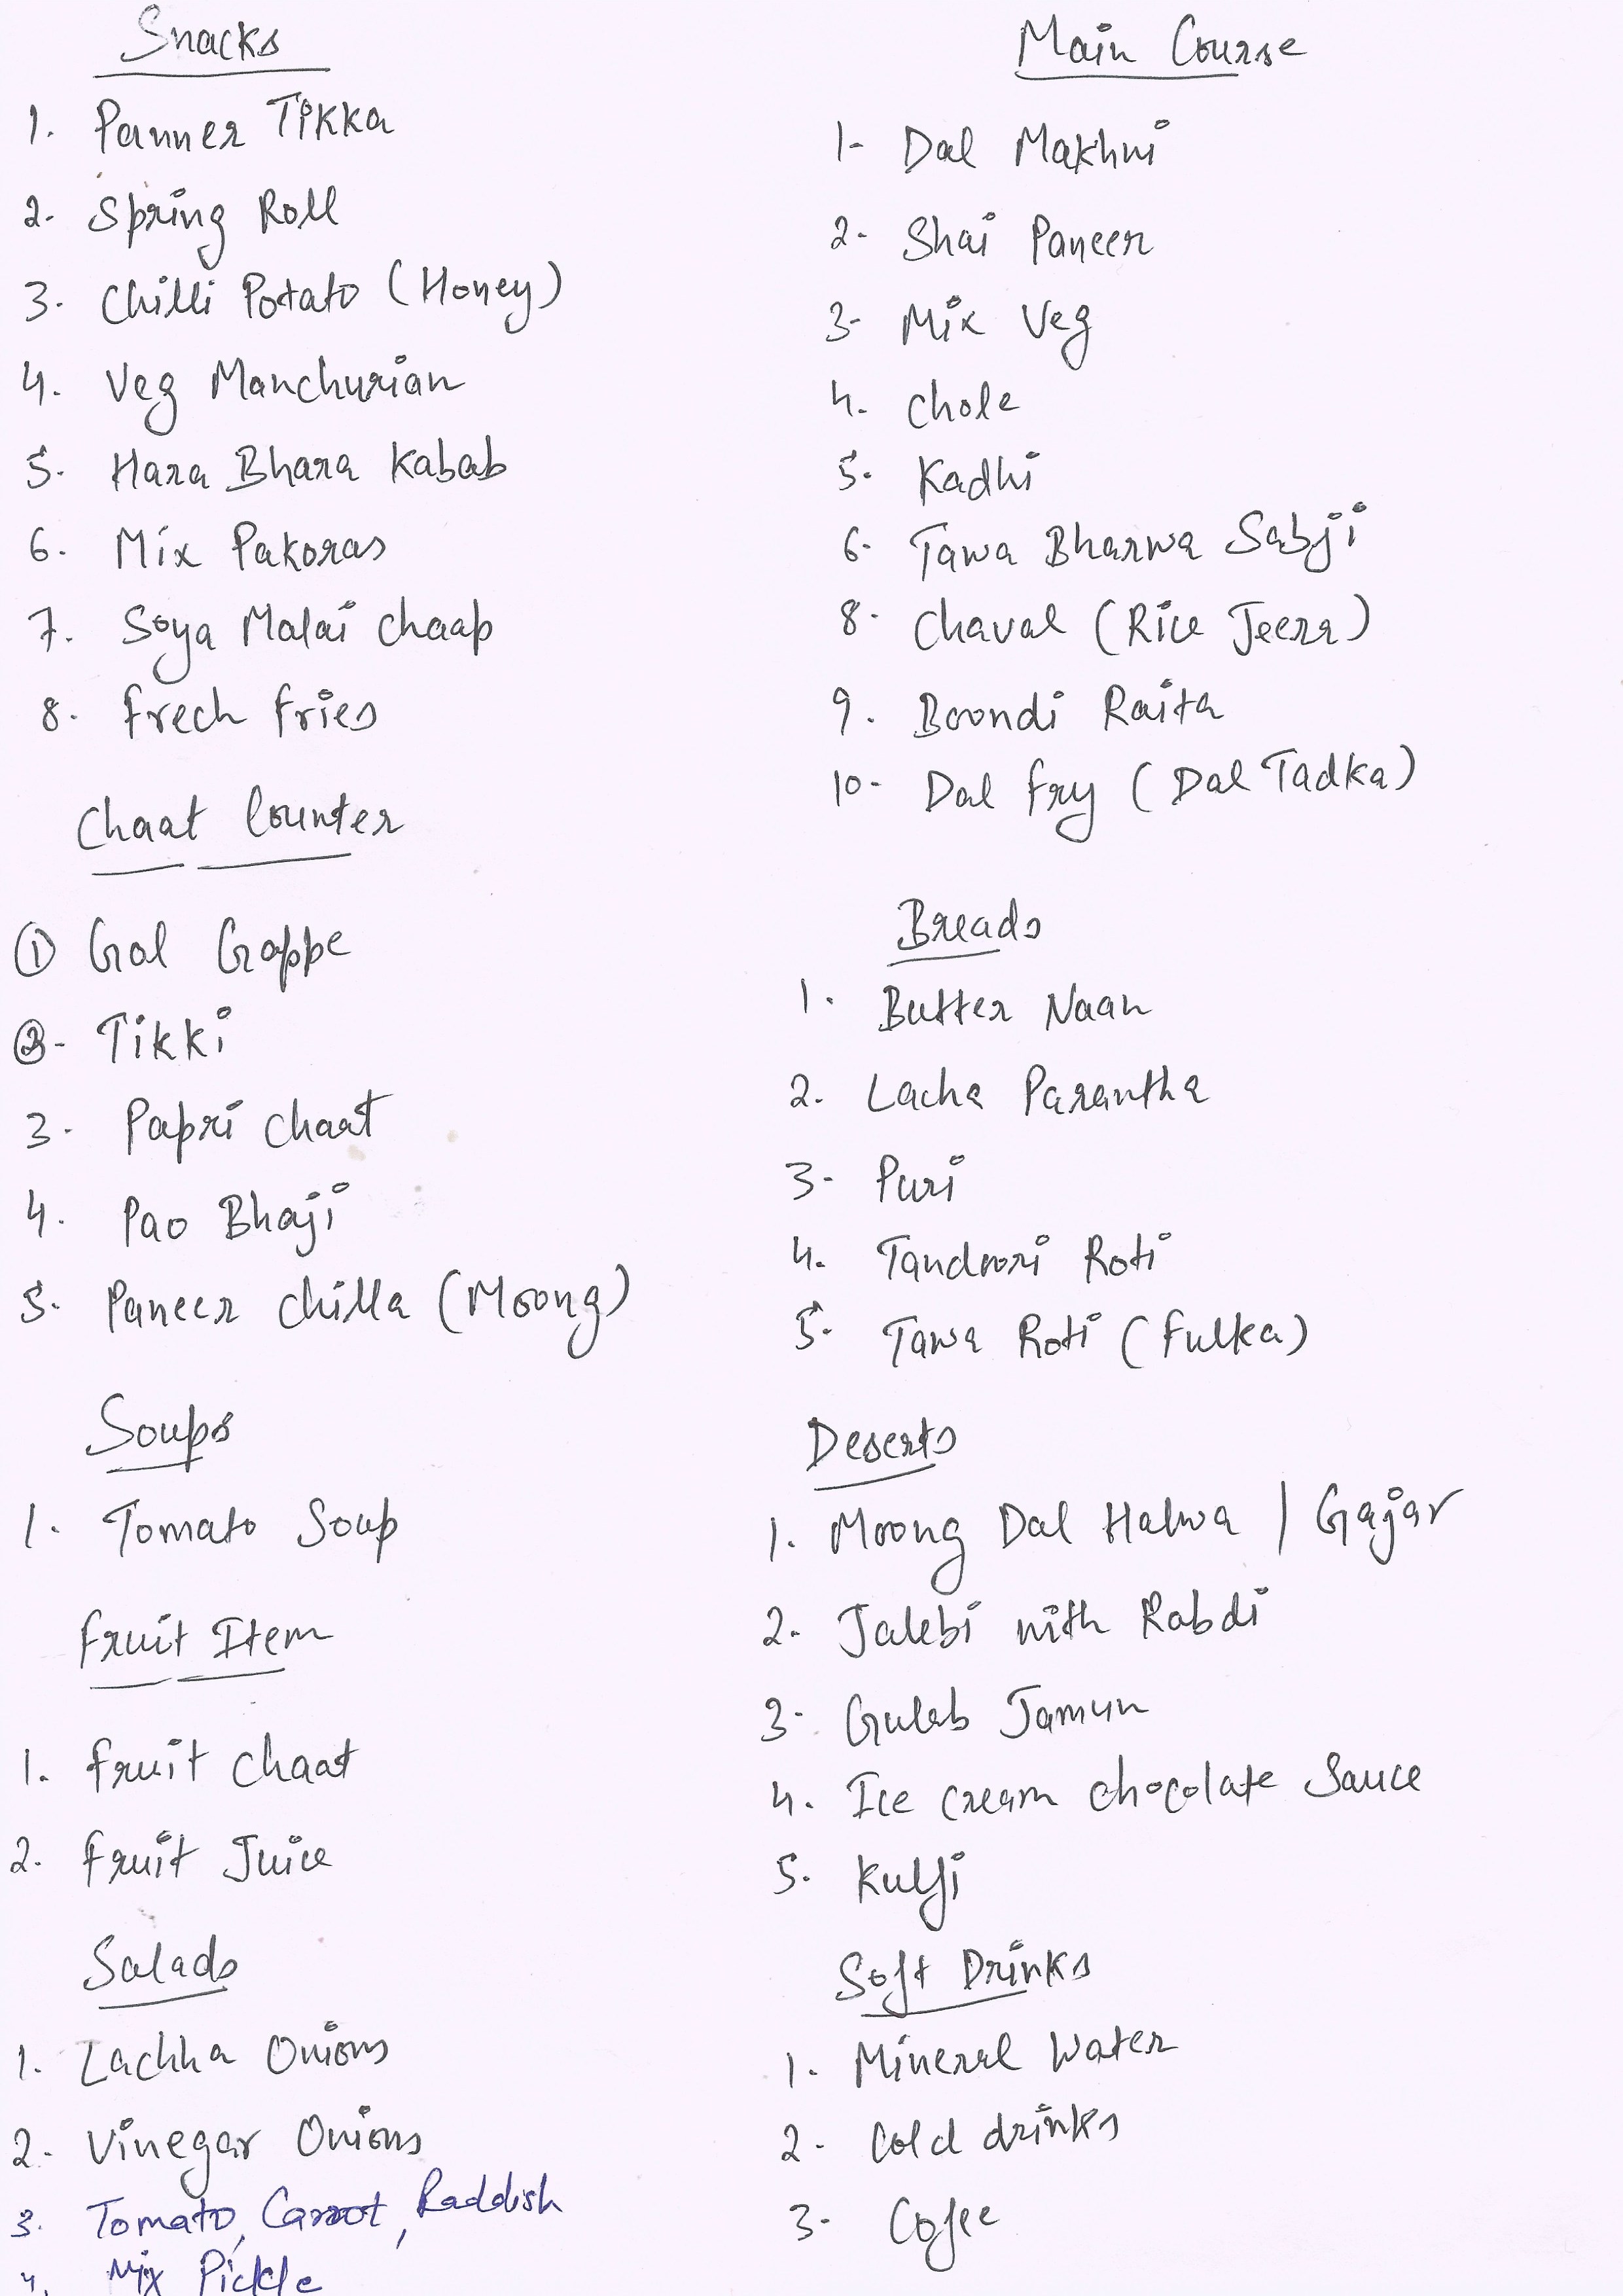 Snacks
1. Panner Tikka
2. Spring Roll
3. Chilli Potato (Honey)
4. Veg Manchurian
5. Hara Bhara Kabab
6. Mix Pakoras
7. Soya Malai Chaap
8. Frech Fries
Chaat Counter
① Gol Gappe
②- Tikki
3- Papri Chaat
4. Pao Bhaji
5- Paneer Chilla (Moong)
Soups
1. Tomato Soup
Fruit Item
1. Fruit Chaat
2. Fruit Juice
Salads
1. Lachha Onions
2. Vinegar Onions
3. Tomato, Carrot, Raddish
4. Mix Pickle
Main Course
1- Dal Makhni
2- Shai Paneer
3- Mix Veg
4. Chole
5- Kadhi
6- Tawa Bharwa Sabji
8- Chaval (Rice Jeera)
9. Boondi Raita
10- Dal Fry (Dal Tadka)
Breads
1. Butter Naan
2. Lacha Parantha
3- Puri
4. Tandoori Roti
5- Tawa Roti (Fulka)
Deserts
1. Moong Dal Halwa / Gajar
2. Jalebi with Rabdi
3- Gulab Jamun
4. Ice Cream Chocolate Sauce
5. Kulfi
Soft Drinks
1. Mineral Water
2- Cold drinks
3- Cofee